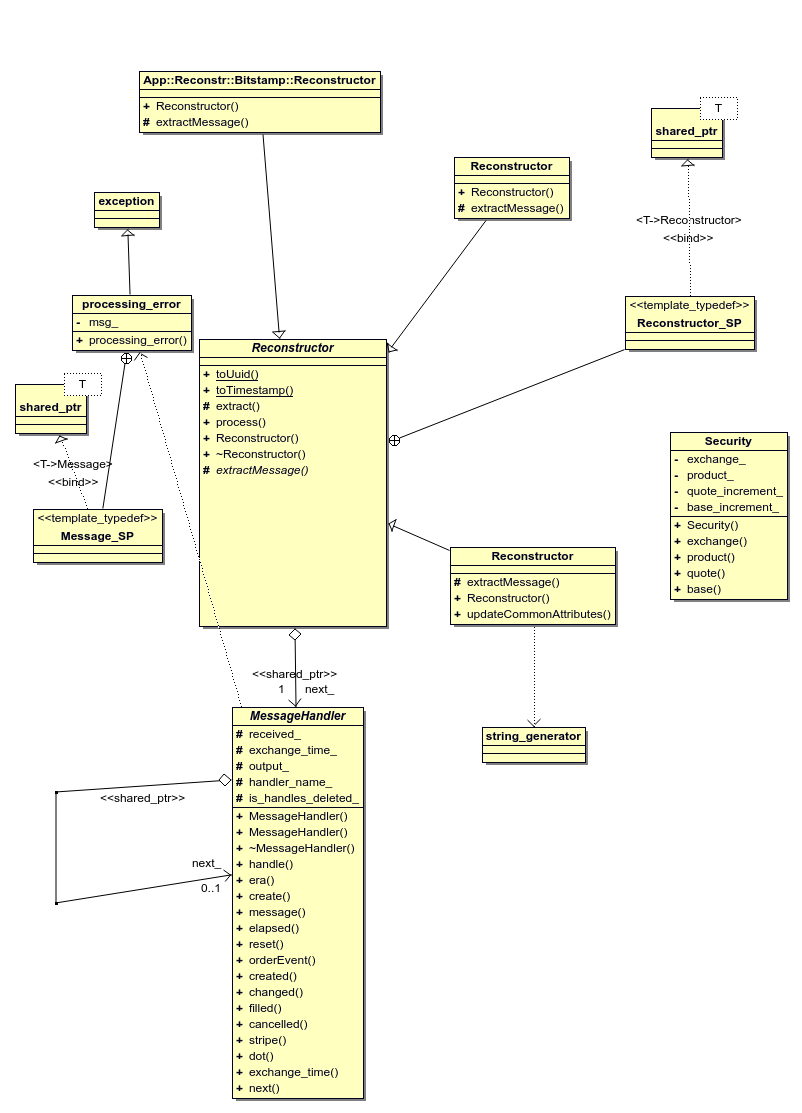 App::Reconstr::Bitstamp::Reconstructor
+ Reconstructor()
# extractMessage()
T
shared_ptr
Reconstructor
+ Reconstructor()
# extractMessage()
exception
<T->Reconstructor>
<<bind>>
processing_error
- msg_
+ processing_error()
<<template_typedef>>
Reconstructor_SP
Reconstructor
+ toUuid()
+ toTimestamp()
# extract()
+ process()
+ Reconstructor()
+ ~Reconstructor()
# extractMessage()
T
shared_ptr
<T->Message>
<<bind>>
<<template_typedef>>
Message_SP
Security
- exchange_
- product_
- quote_increment_
- base_increment_
+ Security()
+ exchange()
+ product()
+ quote()
+ base()
Reconstructor
# extractMessage()
+ Reconstructor()
+ updateCommonAttributes()
<<shared_ptr>>
1 next_
string_generator
MessageHandler
# received_
# exchange_time_
# output_
# handler_name_
# is_handles_deleted_
+ MessageHandler()
+ MessageHandler()
+ ~MessageHandler()
+ handle()
+ era()
+ create()
+ message()
+ elapsed()
+ reset()
+ orderEvent()
+ created()
+ changed()
+ filled()
+ cancelled()
+ stripe()
+ dot()
+ exchange_time()
+ next()
<<shared_ptr>>
next_
0..1